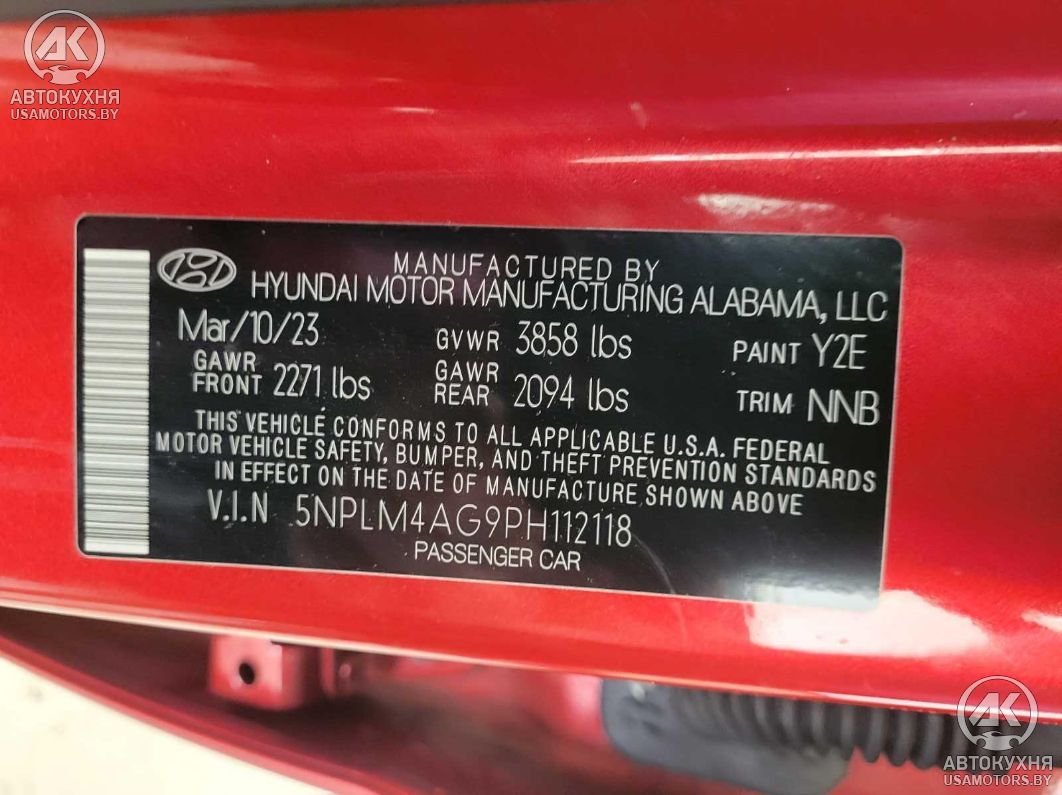 AK
АВТОКУХНЯ
USAMOTORS.BY
MANUFACTURED BY
HYUNDAI MOTOR MANUFACTURING ALABAMA, LLC
Mar/10/23 GVWR 3858 lbs PAINT Y2E
GAWR FRONT 2271 lbs GAWR REAR 2094 lbs TRIM NNB
THIS VEHICLE CONFORMS TO ALL APPLICABLE U.S.A. FEDERAL
MOTOR VEHICLE SAFETY, BUMPER, AND THEFT PREVENTION STANDARDS
IN EFFECT ON THE DATE OF MANUFACTURE SHOWN ABOVE
V.I.N 5NPLM4AG9PH112118
PASSENGER CAR
AK
АВТОКУХНЯ
USAMOTORS.BY